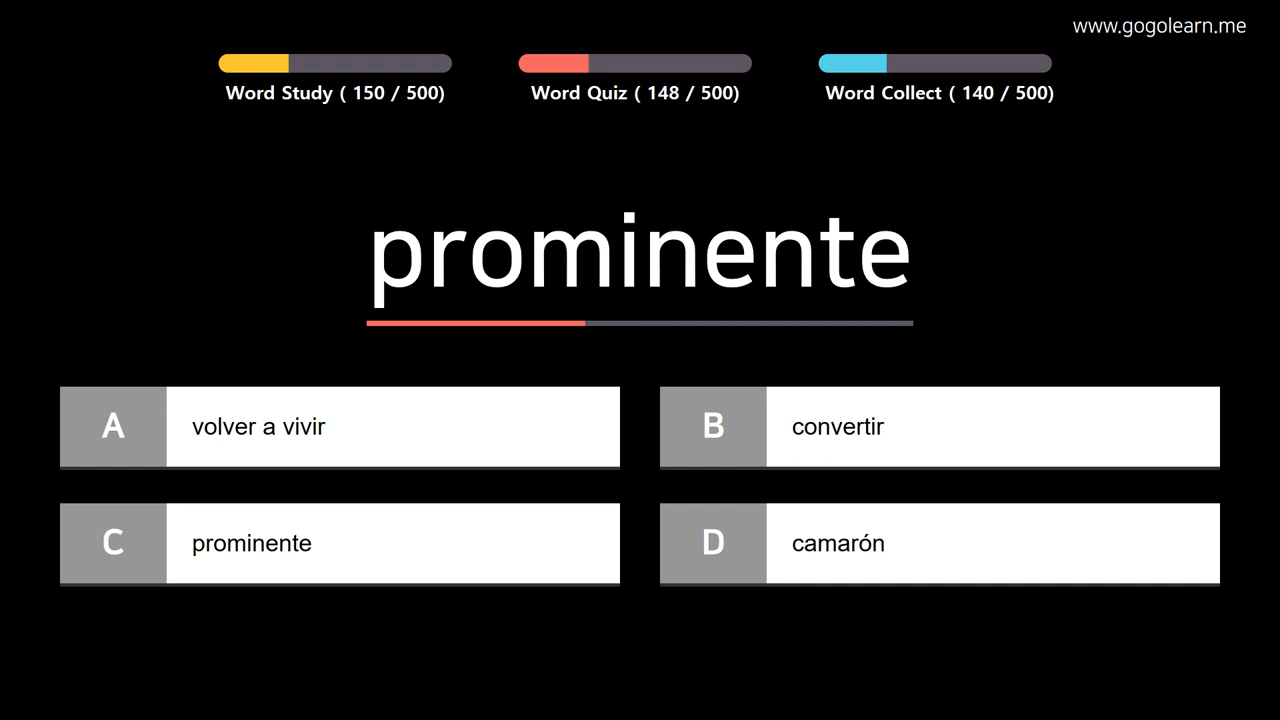 www.gogolearn.me
Word Study ( 150 / 500)
Word Quiz ( 148 / 500)
Word Collect ( 140 / 500)
prominente
A volver a vivir
B convertir
C prominente
D camarón